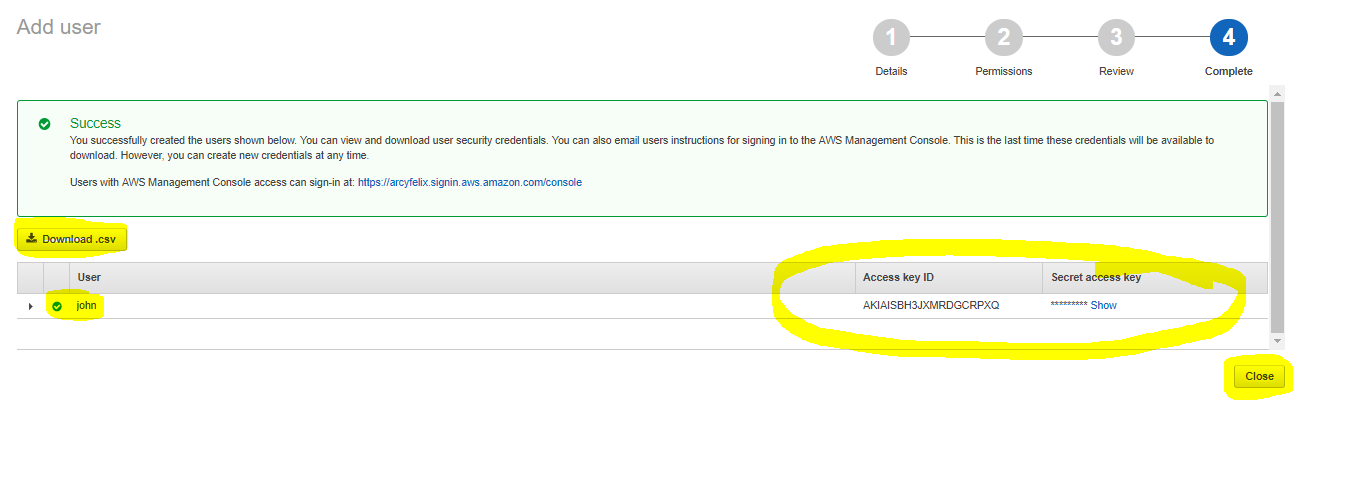 Add user
1 2 3 4
Details Permissions Review Complete
Success
You successfully created the users shown below. You can view and download user security credentials. You can also email users instructions for signing in to the AWS Management Console. This is the last time these credentials will be available to
download. However, you can create new credentials at any time.
Users with AWS Management Console access can sign-in at: https://arcyfelix.signin.aws.amazon.com/console
Download .csv
User Access key ID Secret access key
john AKIAISBH3JXMRDGCRPXQ ********* Show
Close